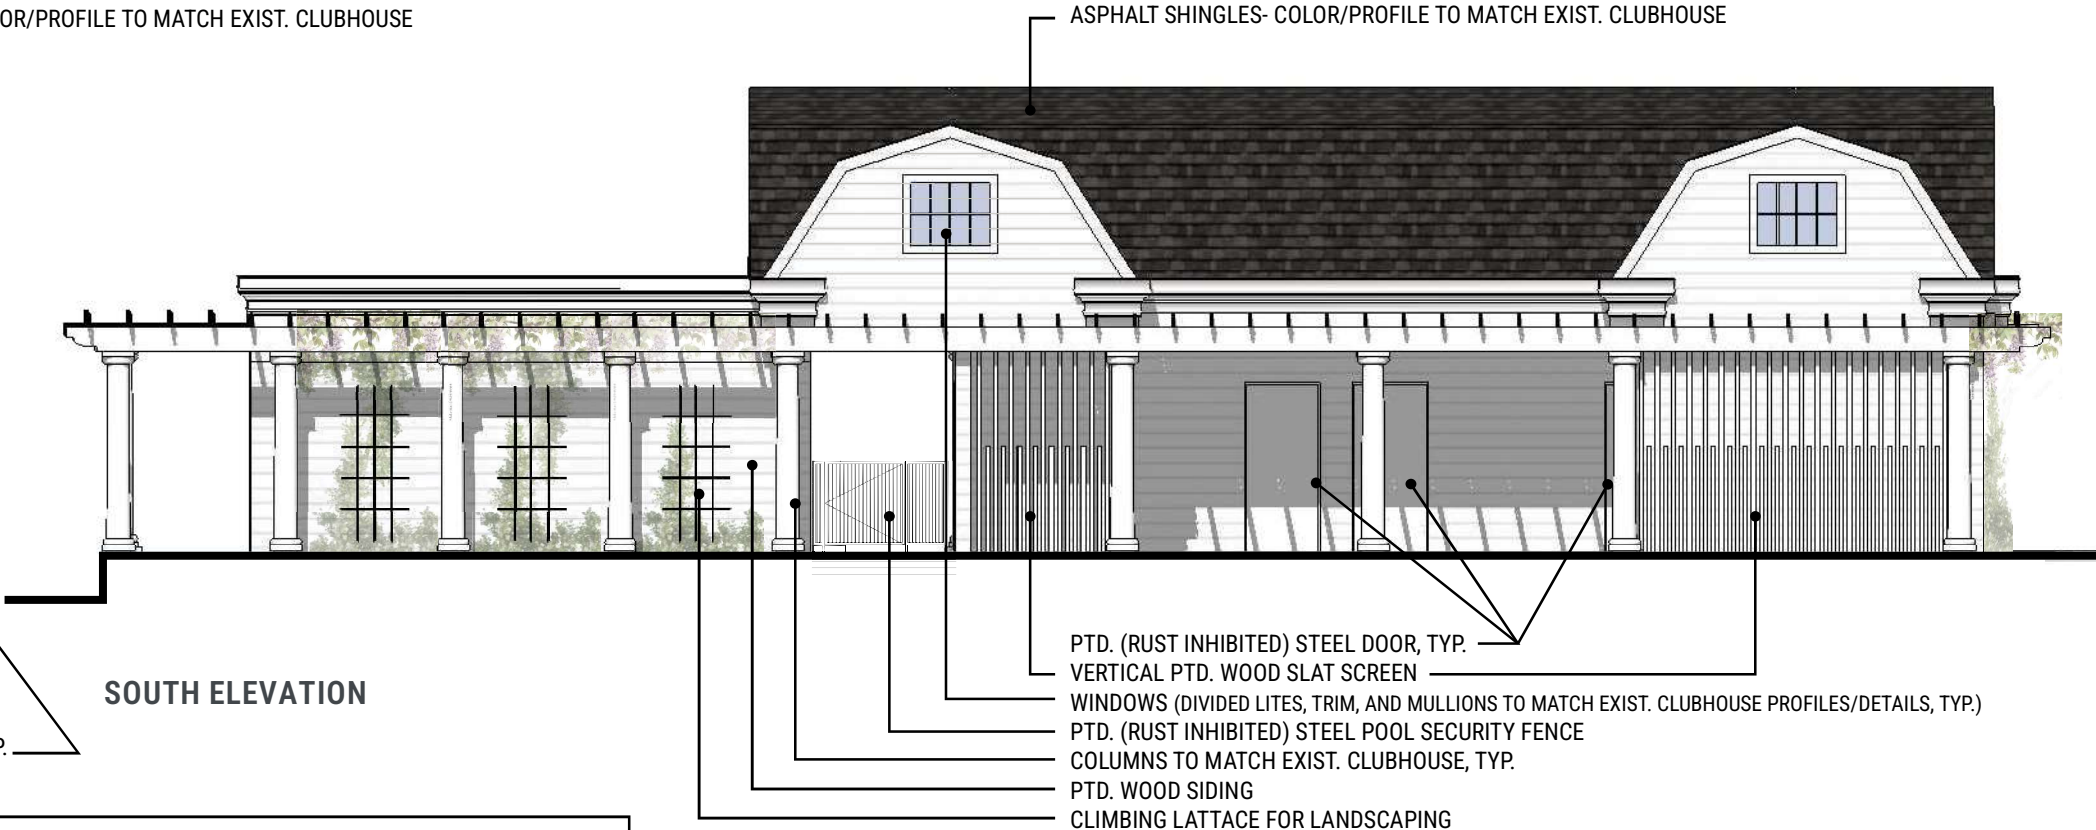 OR/PROFILE TO MATCH EXIST. CLUBHOUSE
ASPHALT SHINGLES- COLOR/PROFILE TO MATCH EXIST. CLUBHOUSE
PTD. (RUST INHIBITED) STEEL DOOR, TYP.
VERTICAL PTD. WOOD SLAT SCREEN
WINDOWS (DIVIDED LITES, TRIM, AND MULLIONS TO MATCH EXIST. CLUBHOUSE PROFILES/DETAILS, TYP.)
PTD. (RUST INHIBITED) STEEL POOL SECURITY FENCE
COLUMNS TO MATCH EXIST. CLUBHOUSE, TYP.
PTD. WOOD SIDING
CLIMBING LATTACE FOR LANDSCAPING
SOUTH ELEVATION